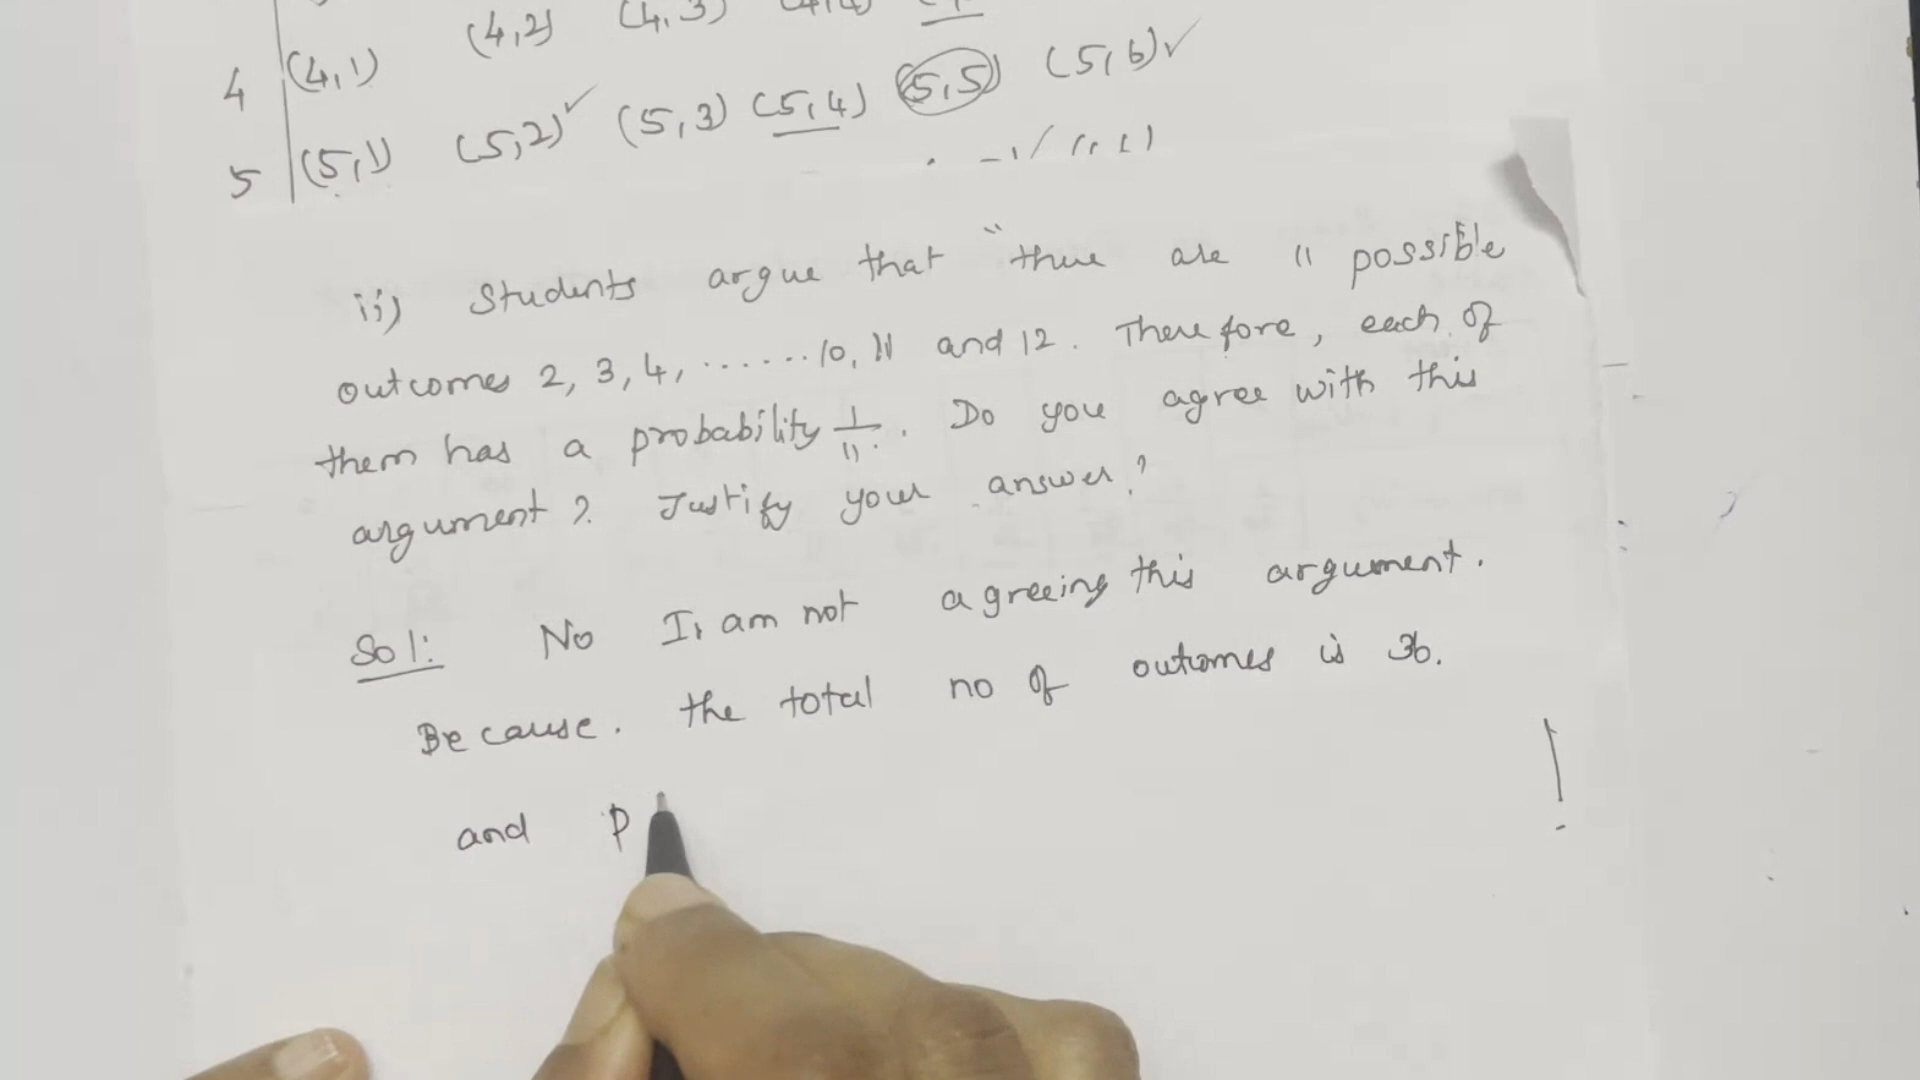 (4,2) (4,3)
4 (4,1)
5 (5,1) (5,2)✓ (5,3) (5,4) (5,5) (5,6)✓
ii) Students argue that "there are 11 possible
outcomes 2, 3, 4, ...... 10, 11 and 12. Therefore, each of
them has a probability 1/11. Do you agree with this
argument? Justify your answer?
Sol: No I, am not agreeing this argument.
Because. the total no of outcomes is 36.
and P